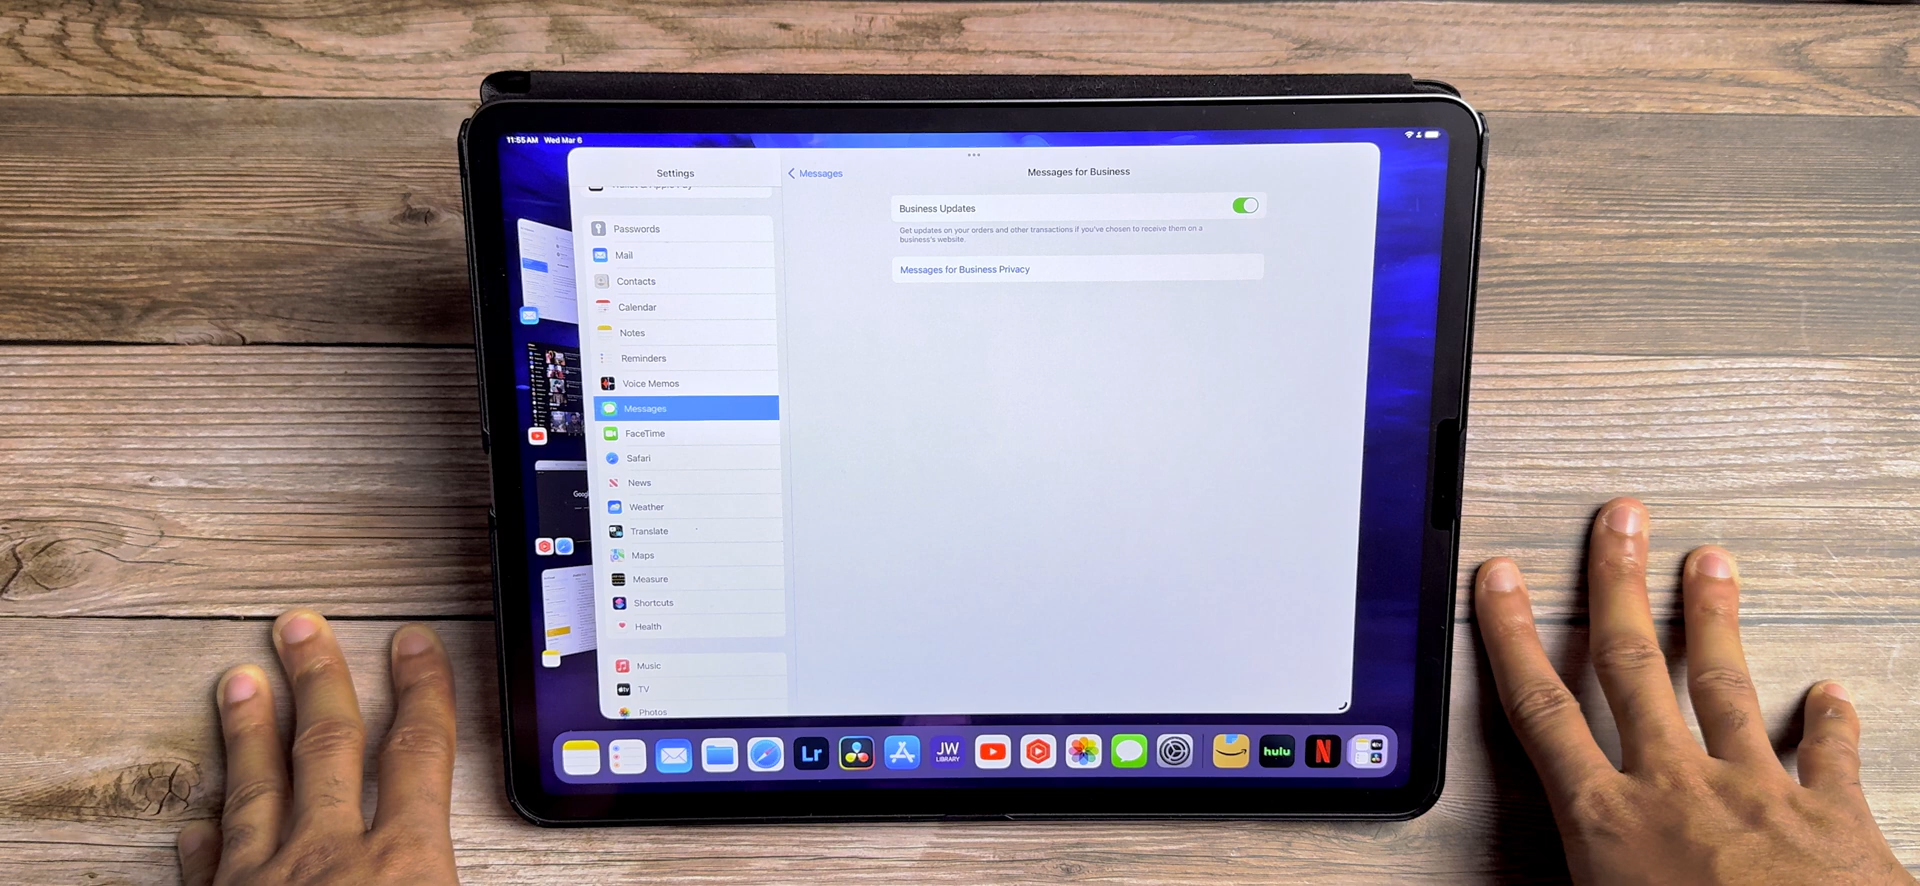 11:55 AM Wed Mar 6
Settings
Messages
Messages for Business
Wallet & Apple Pay
Passwords
Mail
Contacts
Calendar
Notes
Reminders
Voice Memos
Messages
FaceTime
Safari
News
Weather
Translate
Maps
Measure
Shortcuts
Health
Music
TV
Photos
Business Updates
Get updates on your orders and other transactions if you've chosen to receive them on a
business's website.
Messages for Business Privacy
Lr
JW
LIBRARY
hulu
N